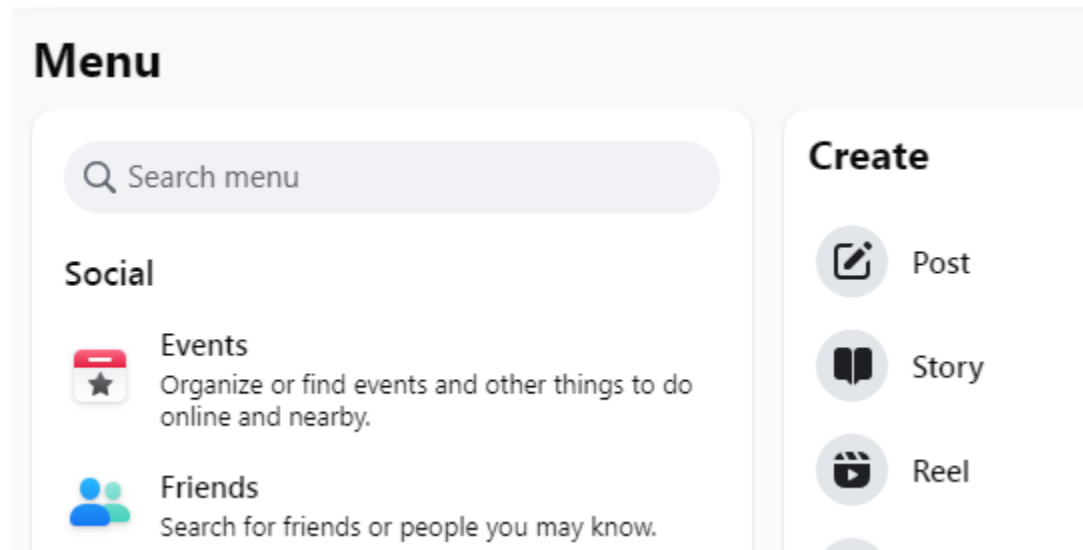 Menu
Search menu
Social
Events
Organize or find events and other things to do
online and nearby.
Friends
Search for friends or people you may know.
Create
Post
Story
Reel